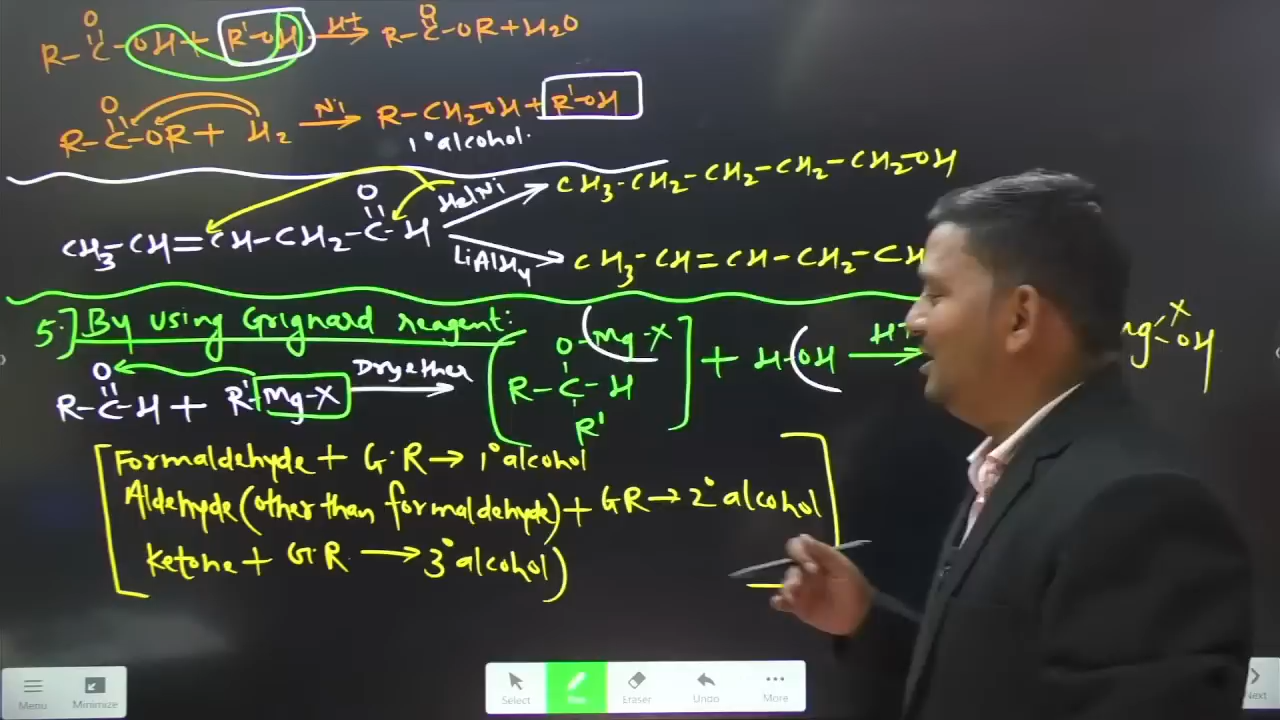 R-C(=O)-OH + R'-OH --H+--> R-C(=O)-OR + H2O
R-C(=O)-OR + H2 --Ni--> R-CH2-OH + R'-OH
1° alcohol.
CH3-CH=CH-CH2-C(=O)-H
H2/Ni → CH3-CH2-CH2-CH2-CH2-OH
LiAlH4 → CH3-CH=CH-CH2-CH
5.] By using Grignard reagent:
R-C(=O)-H + R'-Mg-X --Dry ether--> [R-C(O-Mg-X)(R')-H] + H-OH --H+-->
X
Mg-OH
Formaldehyde + G.R → 1° alcohol
Aldehyde (other than formaldehyde) + GR → 2° alcohol
Ketone + G.R. → 3° alcohol)
Menu
Minimize
Select
Pen
Eraser
Undo
More
Next